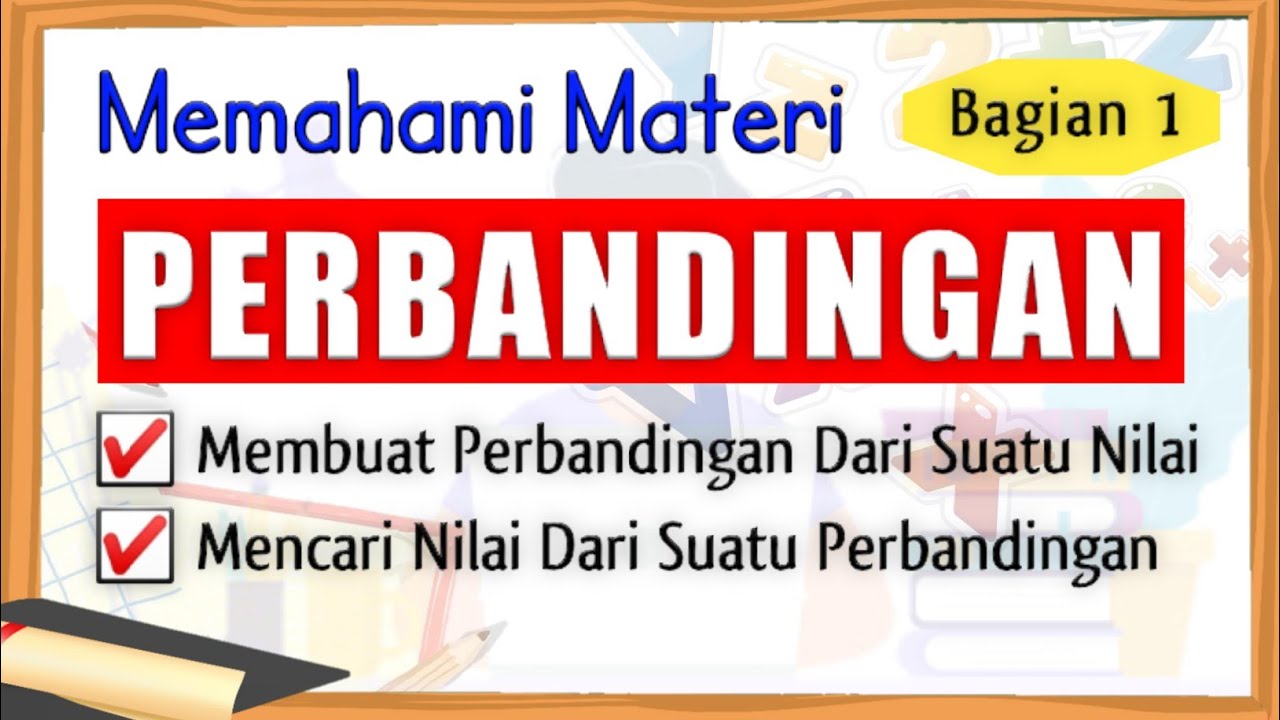 Memahami Materi
Bagian 1
PERBANDINGAN
Membuat Perbandingan Dari Suatu Nilai
Mencari Nilai Dari Suatu Perbandingan